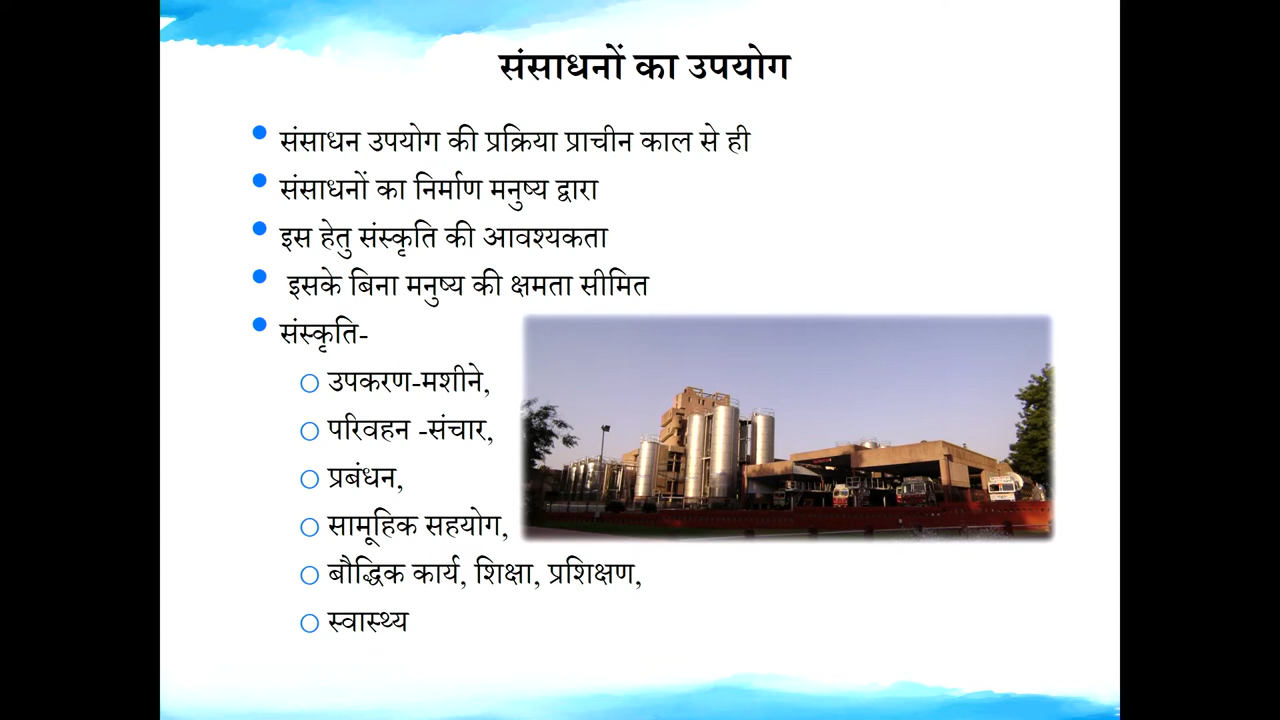 संसाधनों का उपयोग
संसाधन उपयोग की प्रक्रिया प्राचीन काल से ही
संसाधनों का निर्माण मनुष्य द्वारा
इस हेतु संस्कृति की आवश्यकता
इसके बिना मनुष्य की क्षमता सीमित
संस्कृति-
उपकरण-मशीने,
परिवहन -संचार,
प्रबंधन,
सामूहिक सहयोग,
बौद्धिक कार्य, शिक्षा, प्रशिक्षण,
स्वास्थ्य